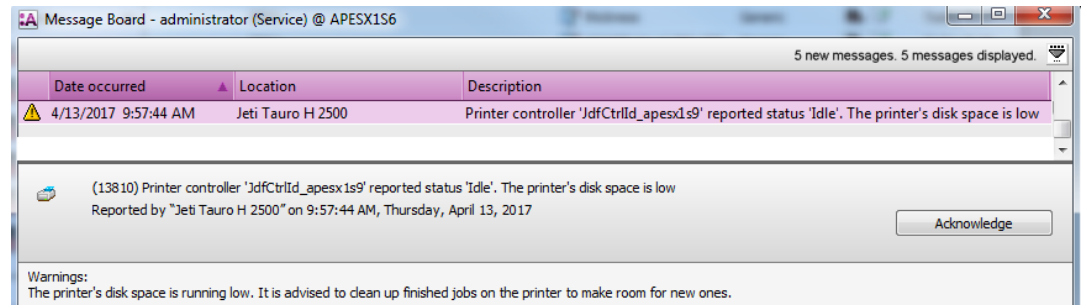 :A Message Board - administrator (Service) @ APESX1S6
5 new messages. 5 messages displayed.
Date occurred Location Description
4/13/2017 9:57:44 AM Jeti Tauro H 2500 Printer controller 'JdfCtrlId_apesx1s9' reported status 'Idle'. The printer's disk space is low
(13810) Printer controller 'JdfCtrlId_apesx1s9' reported status 'Idle'. The printer's disk space is low
Reported by "Jeti Tauro H 2500" on 9:57:44 AM, Thursday, April 13, 2017
Acknowledge
Warnings:
The printer's disk space is running low. It is advised to clean up finished jobs on the printer to make room for new ones.